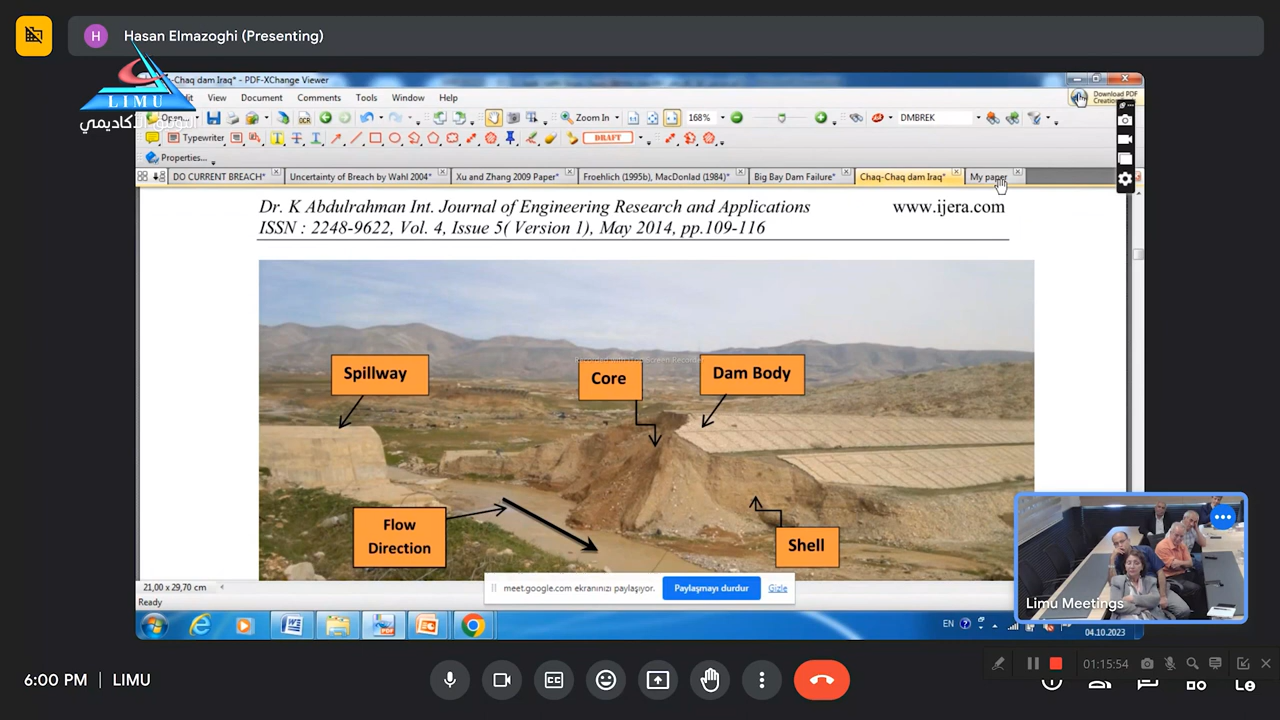 H Hasan Elmazoghi (Presenting)
-Chaq dam Iraq* - PDF-XChange Viewer
LIMU
View Document Comments Tools Window Help
Download PDF
Zoom In 168% DMBREK
Typewriter DRAFT
Properties...
DO CURRENT BREACH* Uncertainty of Breach by Wahl 2004* Xu and Zhang 2009 Paper* Froehlich (1995b), MacDonlad (1984)* Big Bay Dam Failure* Chaq-Chaq dam Iraq* My paper
Dr. K Abdulrahman Int. Journal of Engineering Research and Applications www.ijera.com
ISSN : 2248-9622, Vol. 4, Issue 5( Version 1), May 2014, pp.109-116
Spillway
Core
Dam Body
Flow
Direction
Shell
21,00 x 29,70 cm
Ready
meet.google.com ekranınızı paylaşıyor. Paylaşmayı durdur Gizle
Limu Meetings
EN
04.10.2023
6:00 PM | LIMU
01:15:54